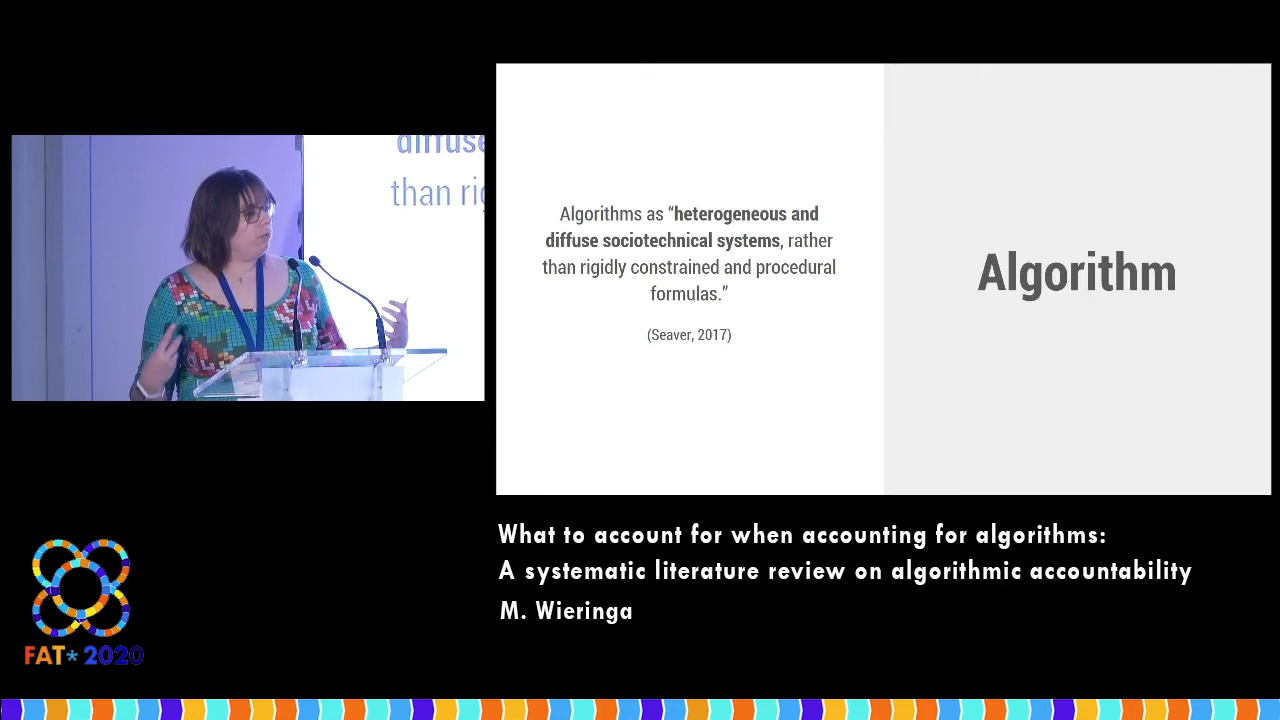 diffuse
than rig
Algorithms as “heterogeneous and
diffuse sociotechnical systems, rather
than rigidly constrained and procedural
formulas.”
(Seaver, 2017)
Algorithm
What to account for when accounting for algorithms:
A systematic literature review on algorithmic accountability
M. Wieringa
FAT* 2020